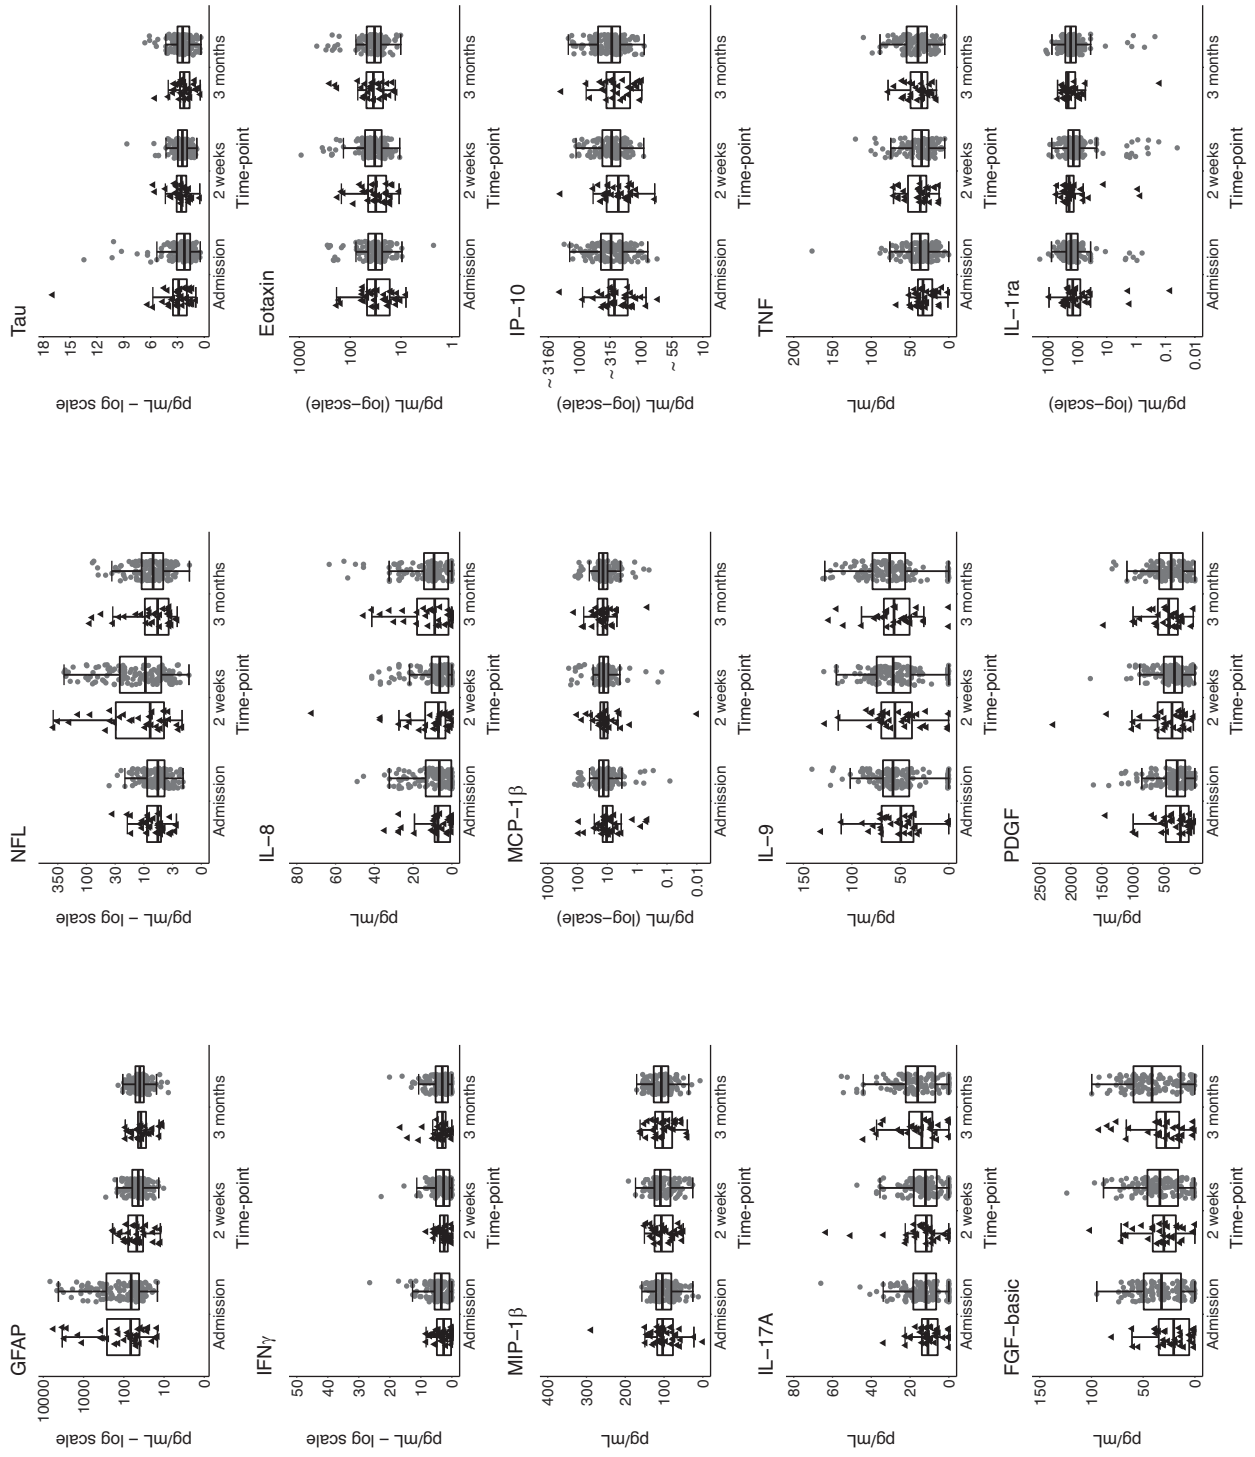 GFAP
pg/mL – log scale
10000
1000
100
10
0
Admission
2 weeks
3 months
Time-point
NFL
pg/mL – log scale
350
100
30
10
3
0
Admission
2 weeks
3 months
Time-point
Tau
pg/mL – log scale
18
15
12
9
6
3
0
Admission
2 weeks
3 months
Time-point
IFNγ
pg/mL – log scale
50
40
30
20
10
0
Admission
2 weeks
3 months
Time-point
IL–8
pg/mL
80
60
40
20
0
Admission
2 weeks
3 months
Time-point
Eotaxin
pg/mL (log–scale)
1000
100
10
1
Admission
2 weeks
3 months
Time-point
MIP–1β
pg/mL
400
300
200
100
0
Admission
2 weeks
3 months
Time-point
MCP–1β
pg/mL (log–scale)
1000
100
10
1
0.1
0.01
Admission
2 weeks
3 months
Time-point
IP–10
pg/mL (log–scale)
~ 3160
1000
~ 315
100
~ 55
10
Admission
2 weeks
3 months
Time-point
IL–17A
pg/mL
80
60
40
20
0
Admission
2 weeks
3 months
Time-point
IL–9
pg/mL
150
100
50
0
Admission
2 weeks
3 months
Time-point
TNF
pg/mL
200
150
100
50
0
Admission
2 weeks
3 months
Time-point
FGF–basic
pg/mL
150
100
50
0
Admission
2 weeks
3 months
Time-point
PDGF
pg/mL
2500
2000
1500
1000
500
0
Admission
2 weeks
3 months
Time-point
IL–1ra
pg/mL (log–scale)
1000
100
10
1
0.1
0.01
Admission
2 weeks
3 months
Time-point